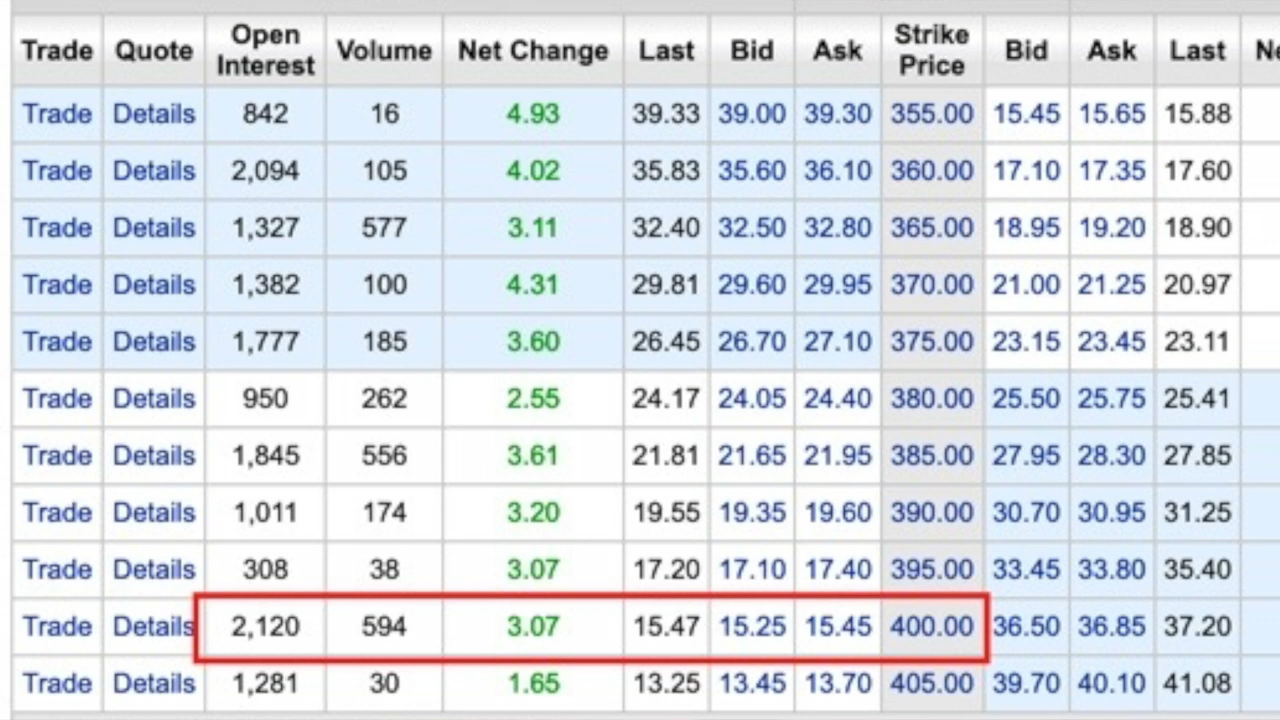 Trade Quote Open Interest Volume Net Change Last Bid Ask Strike Price Bid Ask Last
Trade Details 842 16 4.93 39.33 39.00 39.30 355.00 15.45 15.65 15.88
Trade Details 2,094 105 4.02 35.83 35.60 36.10 360.00 17.10 17.35 17.60
Trade Details 1,327 577 3.11 32.40 32.50 32.80 365.00 18.95 19.20 18.90
Trade Details 1,382 100 4.31 29.81 29.60 29.95 370.00 21.00 21.25 20.97
Trade Details 1,777 185 3.60 26.45 26.70 27.10 375.00 23.15 23.45 23.11
Trade Details 950 262 2.55 24.17 24.05 24.40 380.00 25.50 25.75 25.41
Trade Details 1,845 556 3.61 21.81 21.65 21.95 385.00 27.95 28.30 27.85
Trade Details 1,011 174 3.20 19.55 19.35 19.60 390.00 30.70 30.95 31.25
Trade Details 308 38 3.07 17.20 17.10 17.40 395.00 33.45 33.80 35.40
Trade Details 2,120 594 3.07 15.47 15.25 15.45 400.00 36.50 36.85 37.20
Trade Details 1,281 30 1.65 13.25 13.45 13.70 405.00 39.70 40.10 41.08